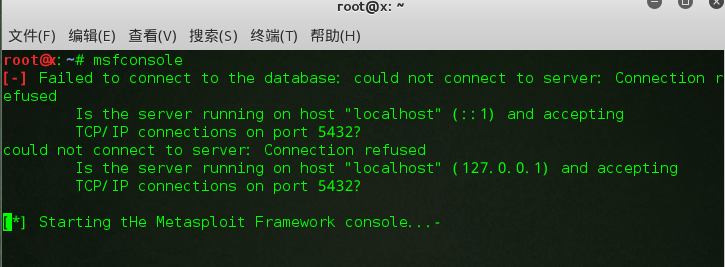 root@x: ~
文件(F) 编辑(E) 查看(V) 搜索(S) 终端(T) 帮助(H)
root@x:~# msfconsole
[-] Failed to connect to the database: could not connect to server: Connection r
efused
Is the server running on host "localhost" (::1) and accepting
TCP/IP connections on port 5432?
could not connect to server: Connection refused
Is the server running on host "localhost" (127.0.0.1) and accepting
TCP/IP connections on port 5432?
[*] Starting tHe Metasploit Framework console...-